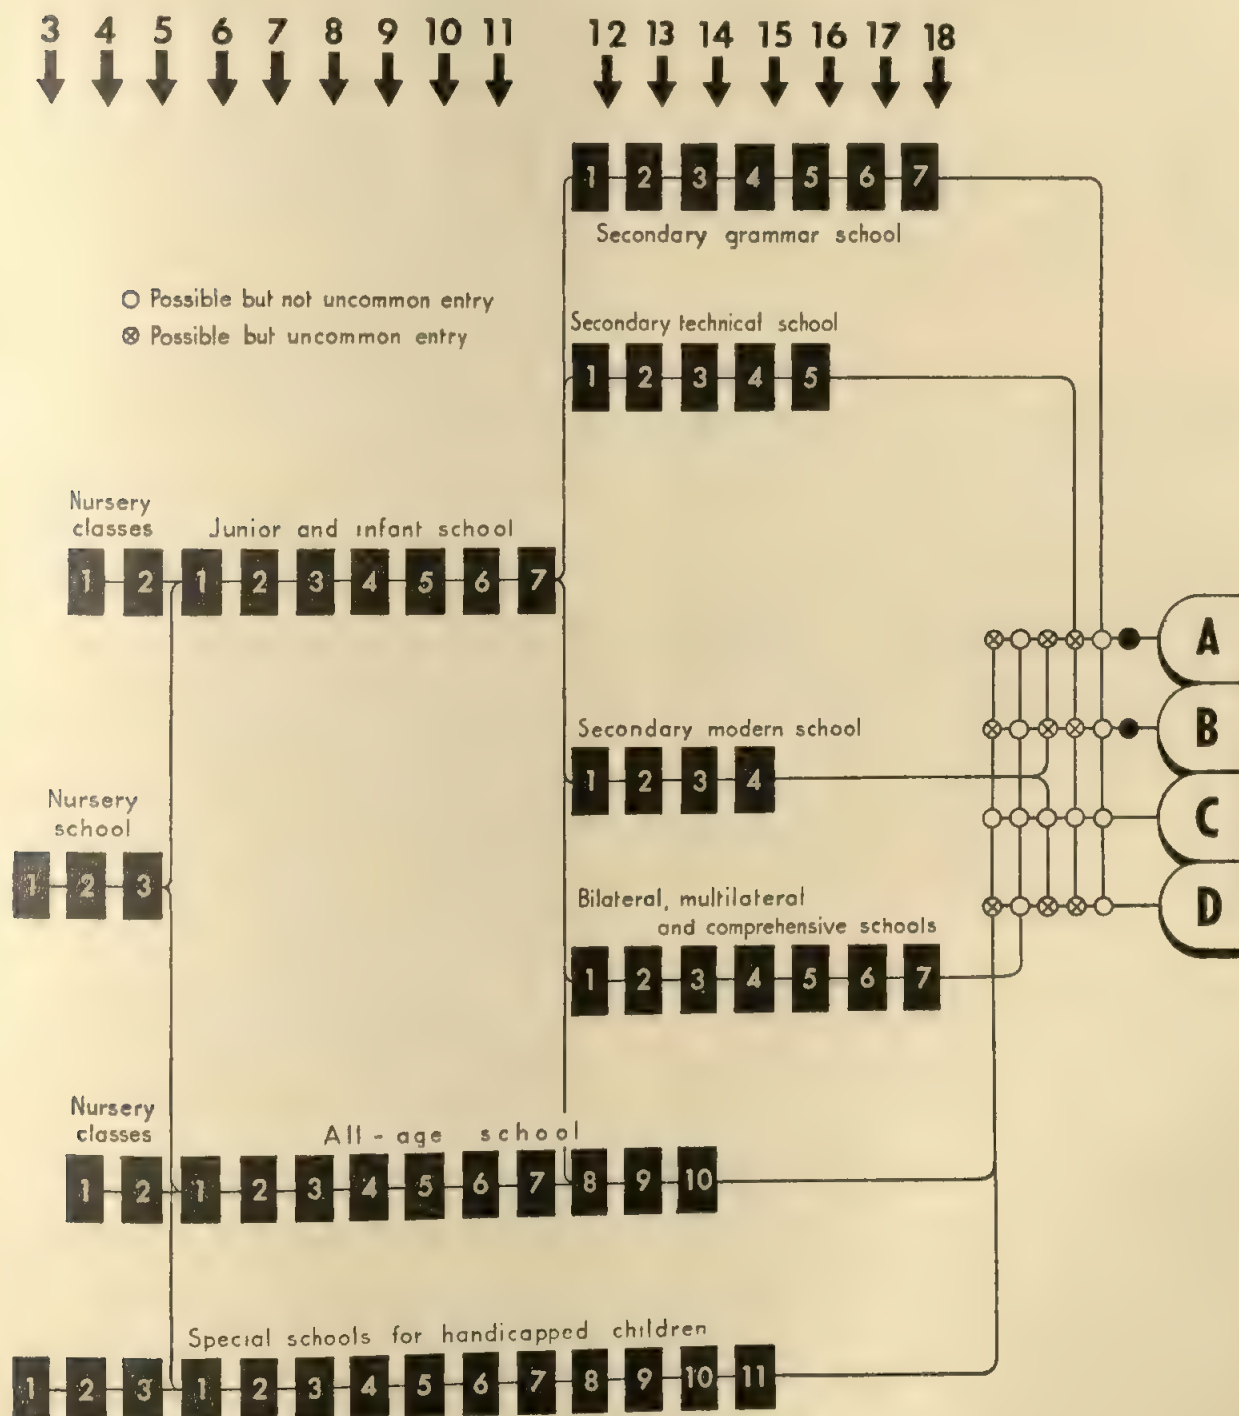 3 4 5 6 7 8 9 10 11 12 13 14 15 16 17 18
1 2 3 4 5 6 7
Secondary grammar school
Possible but not uncommon entry
Possible but uncommon entry
Secondary technical school
1 2 3 4 5
Nursery
classes
Junior and infant school
1 2 1 2 3 4 5 6 7
A
B
Secondary modern school
1 2 3 4
C
Nursery
school
1 2 3
D
Bilateral, multilateral
and comprehensive schools
1 2 3 4 5 6 7
Nursery
classes
All-age school
1 2 1 2 3 4 5 6 7 8 9 10
Special schools for handicapped children
1 2 3 1 2 3 4 5 6 7 8 9 10 11